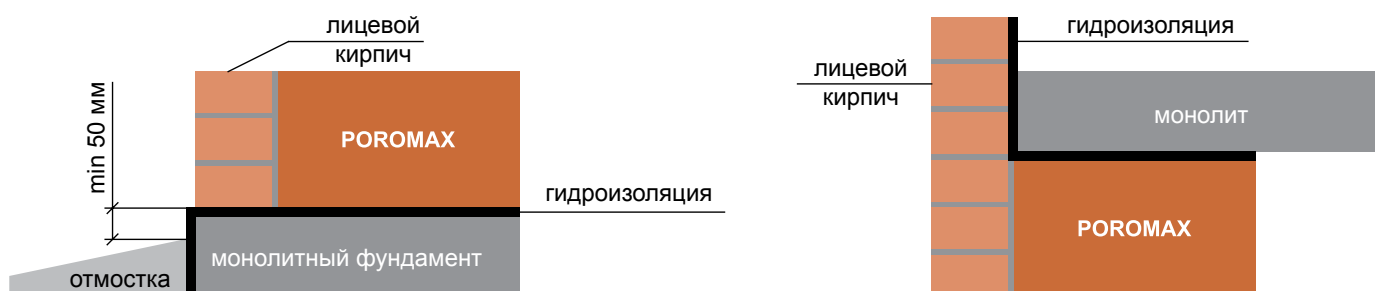 лицевой
кирпич
min 50 мм
POROMAX
гидроизоляция
монолитный фундамент
отмостка
гидроизоляция
лицевой
кирпич
монолит
POROMAX